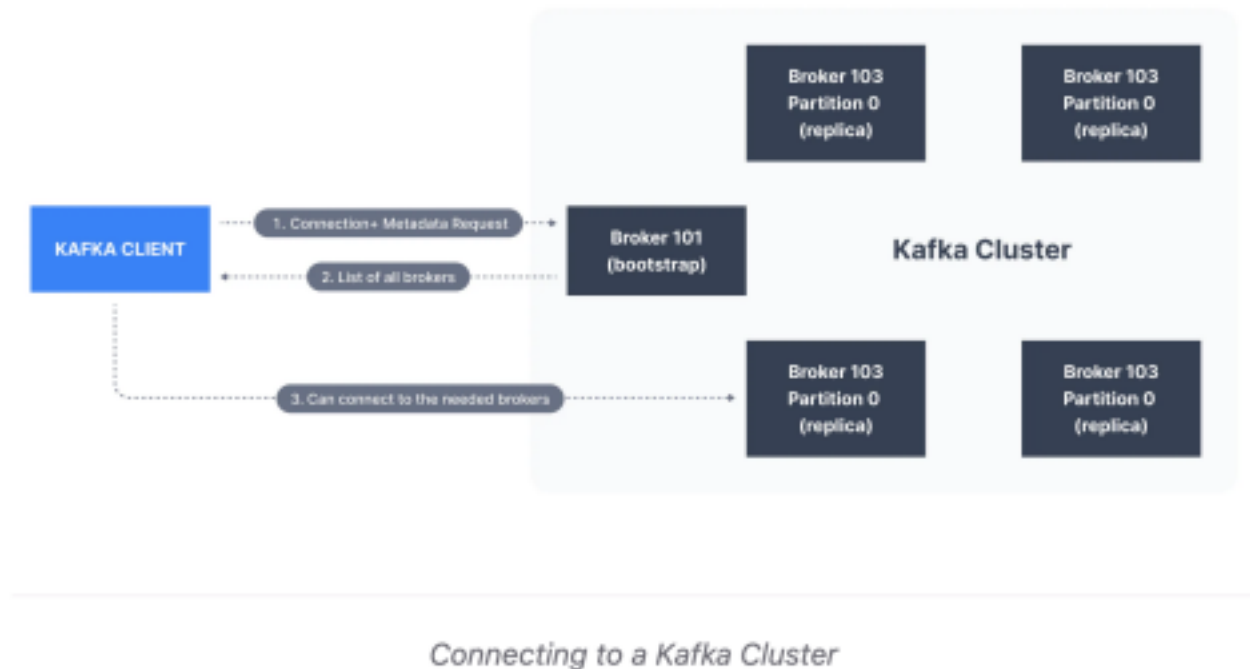 Broker 103
Partition 0
(replica)
Broker 103
Partition 0
(replica)
KAFKA CLIENT
1. Connection+ Metadata Request
2. List of all brokers
Broker 101
(bootstrap)
Kafka Cluster
3. Can connect to the needed brokers
Broker 103
Partition 0
(replica)
Broker 103
Partition 0
(replica)
Connecting to a Kafka Cluster